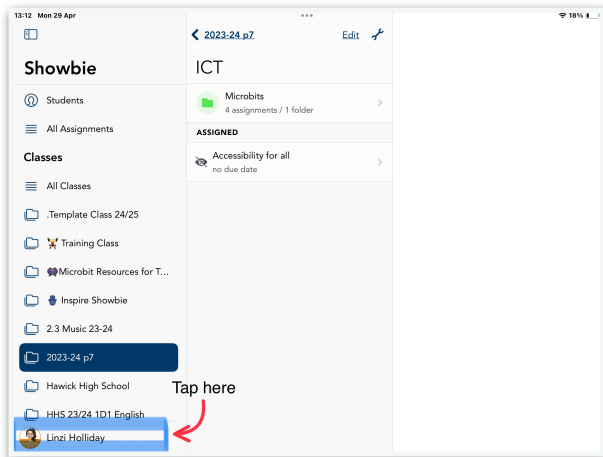 13:12 Mon 29 Apr
18%
Showbie
Students
All Assignments
Classes
All Classes
.Template Class 24/25
Training Class
Microbit Resources for T...
Inspire Showbie
2.3 Music 23-24
2023-24 p7
Hawick High School
HHS 23/24 1D1 English
Linzi Holliday
Tap here
2023-24 p7 Edit
ICT
Microbits
4 assignments / 1 folder
ASSIGNED
Accessibility for all
no due date